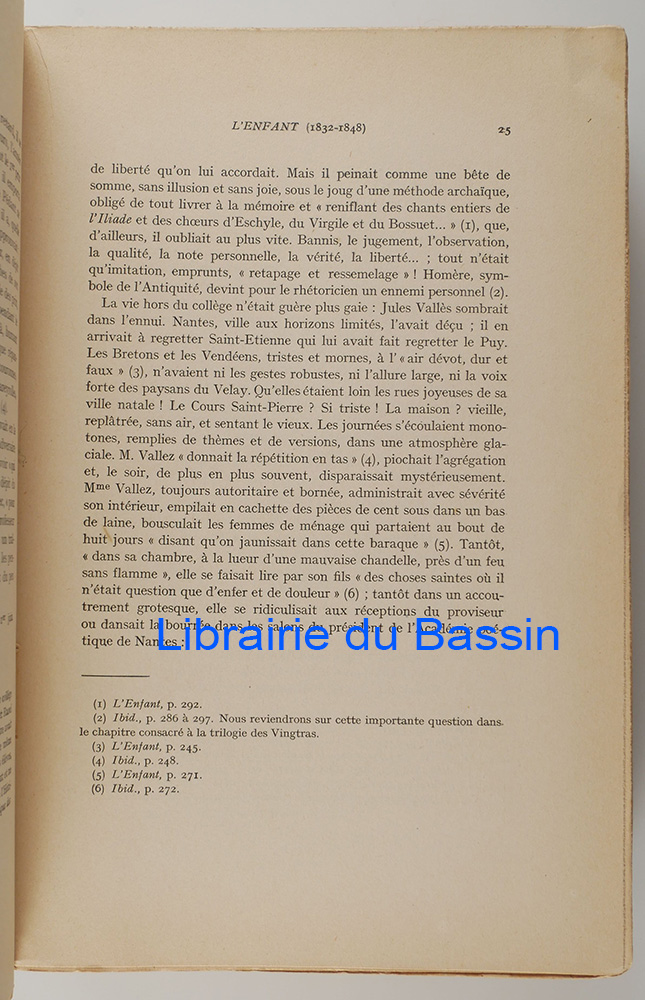 L'ENFANT (1832-1848) 25
de liberté qu'on lui accordait. Mais il peinait comme une bête de
somme, sans illusion et sans joie, sous le joug d'une méthode archaïque,
obligé de tout livrer à la mémoire et « reniflant des chants entiers de
l'Iliade et des chœurs d'Eschyle, du Virgile et du Bossuet... » (1), que,
d'ailleurs, il oubliait au plus vite. Bannis, le jugement, l'observation,
la qualité, la note personnelle, la vérité, la liberté... ; tout n'était
qu'imitation, emprunts, « retapage et ressemelage » ! Homère, sym-
bole de l'Antiquité, devint pour le rhétoricien un ennemi personnel (2).
La vie hors du collège n'était guère plus gaie : Jules Vallès sombrait
dans l'ennui. Nantes, ville aux horizons limités, l'avait déçu ; il en
arrivait à regretter Saint-Etienne qui lui avait fait regretter le Puy.
Les Bretons et les Vendéens, tristes et mornes, à l' « air dévot, dur et
faux » (3), n'avaient ni les gestes robustes, ni l'allure large, ni la voix
forte des paysans du Velay. Qu'elles étaient loin les rues joyeuses de sa
ville natale ! Le Cours Saint-Pierre ? Si triste ! La maison ? vieille,
replâtrée, sans air, et sentant le vieux. Les journées s'écoulaient mono-
tones, remplies de thèmes et de versions, dans une atmosphère gla-
ciale. M. Vallez « donnait la répétition en tas » (4), piochait l'agrégation
et, le soir, de plus en plus souvent, disparaissait mystérieusement.
Mme Vallez, toujours autoritaire et bornée, administrait avec sévérité
son intérieur, empilait en cachette des pièces de cent sous dans un bas
de laine, bousculait les femmes de ménage qui partaient au bout de
huit jours « disant qu'on jaunissait dans cette baraque » (5). Tantôt,
« dans sa chambre, à la lueur d'une mauvaise chandelle, près d'un feu
sans flamme », elle se faisait lire par son fils « des choses saintes où il
n'était question que d'enfer et de douleur » (6) ; tantôt dans un accou-
trement grotesque, elle se ridiculisait aux réceptions du proviseur
ou dansait la bourrée dans les salons du président de l'Académie poé-
tique de Nantes :
Librairie du Bassin
(1) L'Enfant, p. 292.
(2) Ibid., p. 286 à 297. Nous reviendrons sur cette importante question dans
le chapitre consacré à la trilogie des Vingtras.
(3) L'Enfant, p. 245.
(4) Ibid., p. 248.
(5) L'Enfant, p. 271.
(6) Ibid., p. 272.